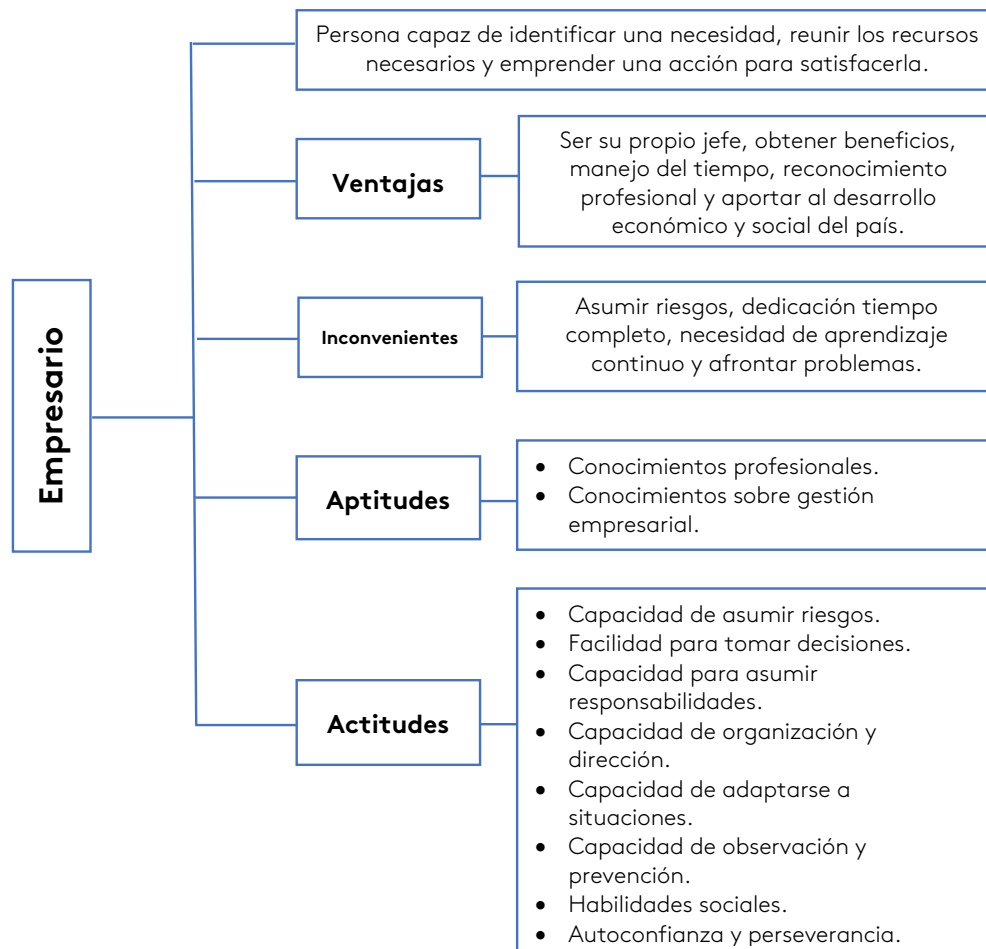 Empresario
Persona capaz de identificar una necesidad, reunir los recursos
necesarios y emprender una acción para satisfacerla.
Ventajas
Ser su propio jefe, obtener beneficios,
manejo del tiempo, reconocimiento
profesional y aportar al desarrollo
económico y social del país.
Inconvenientes
Asumir riesgos, dedicación tiempo
completo, necesidad de aprendizaje
continuo y afrontar problemas.
Aptitudes
• Conocimientos profesionales.
• Conocimientos sobre gestión
empresarial.
Actitudes
• Capacidad de asumir riesgos.
• Facilidad para tomar decisiones.
• Capacidad para asumir
responsabilidades.
• Capacidad de organización y
dirección.
• Capacidad de adaptarse a
situaciones.
• Capacidad de observación y
prevención.
• Habilidades sociales.
• Autoconfianza y perseverancia.